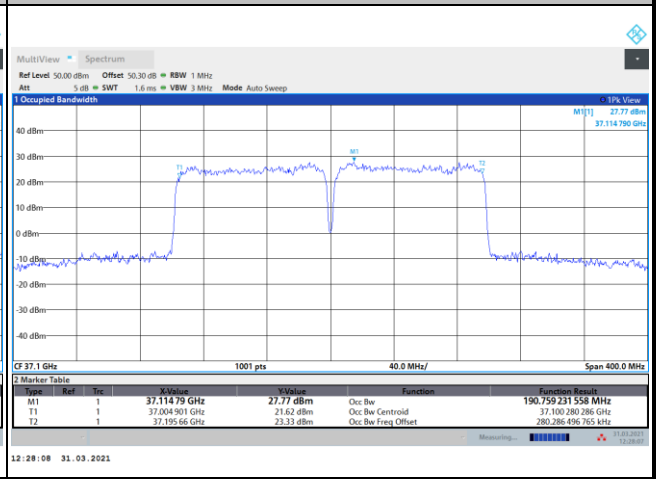 MultiView Spectrum
Ref Level 50.00 dBm Offset 50.30 dB RBW 1 MHz
Att 5 dB SWT 1.6 ms VBW 3 MHz Mode Auto Sweep
1 Occupied Bandwidth 1Pk View
M1[1] 27.77 dBm
37.114 790 GHz
40 dBm
30 dBm
M1
T1
T2
20 dBm
10 dBm
0 dBm
-10 dBm
-20 dBm
-30 dBm
-40 dBm
CF 37.1 GHz 1001 pts 40.0 MHz/ Span 400.0 MHz
2 Marker Table
Type Ref Trc X-Value Y-Value Function Function Result
M1 1 37.114 79 GHz 27.77 dBm Occ Bw 190.759 231 558 MHz
T1 1 37.004 901 GHz 21.62 dBm Occ Bw Centroid 37.100 280 286 GHz
T2 1 37.195 66 GHz 23.33 dBm Occ Bw Freq Offset 280.286 496 765 kHz
Measuring... 31.03.2021
12:28:07
12:28:08 31.03.2021